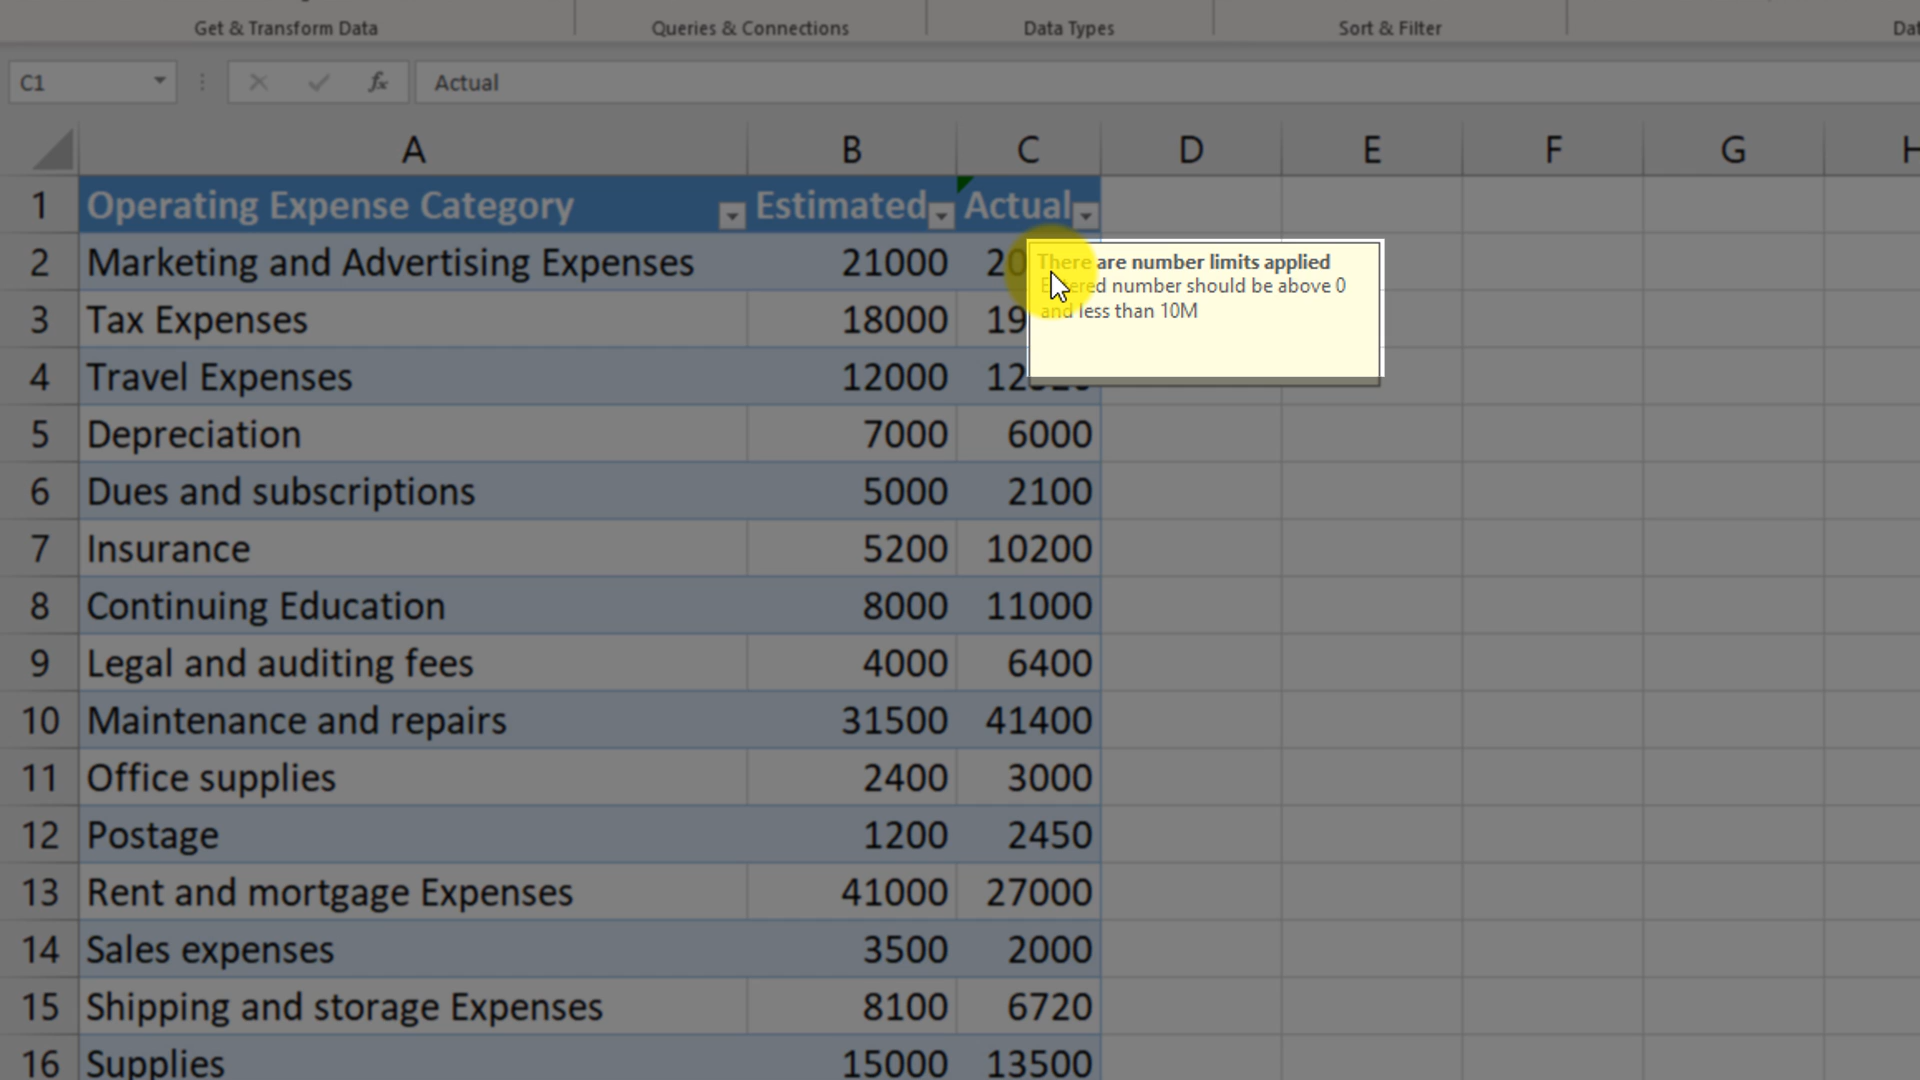 Get & Transform Data Queries & Connections Data Types Sort & Filter
C1 fx Actual
A B C D E F G H
1 Operating Expense Category Estimated Actual
2 Marketing and Advertising Expenses 21000
There are number limits applied
Entered number should be above 0
and less than 10M
3 Tax Expenses 18000
4 Travel Expenses 12000
5 Depreciation 7000 6000
6 Dues and subscriptions 5000 2100
7 Insurance 5200 10200
8 Continuing Education 8000 11000
9 Legal and auditing fees 4000 6400
10 Maintenance and repairs 31500 41400
11 Office supplies 2400 3000
12 Postage 1200 2450
13 Rent and mortgage Expenses 41000 27000
14 Sales expenses 3500 2000
15 Shipping and storage Expenses 8100 6720
16 Supplies 15000 13500